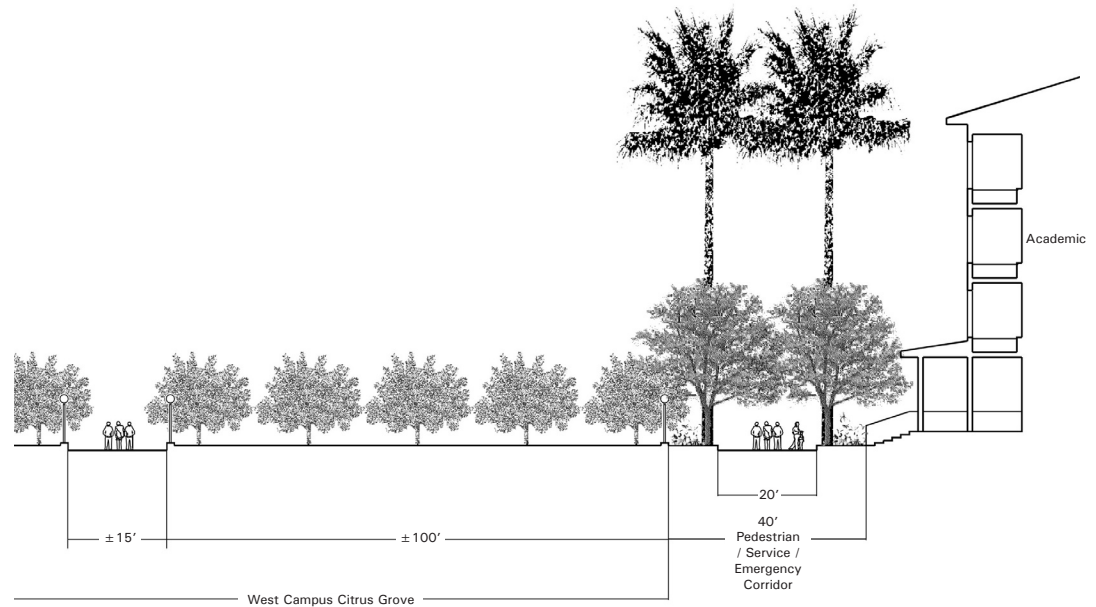 Academic
20’
±15’
±100’
40’
Pedestrian
/ Service /
Emergency
Corridor
West Campus Citrus Grove